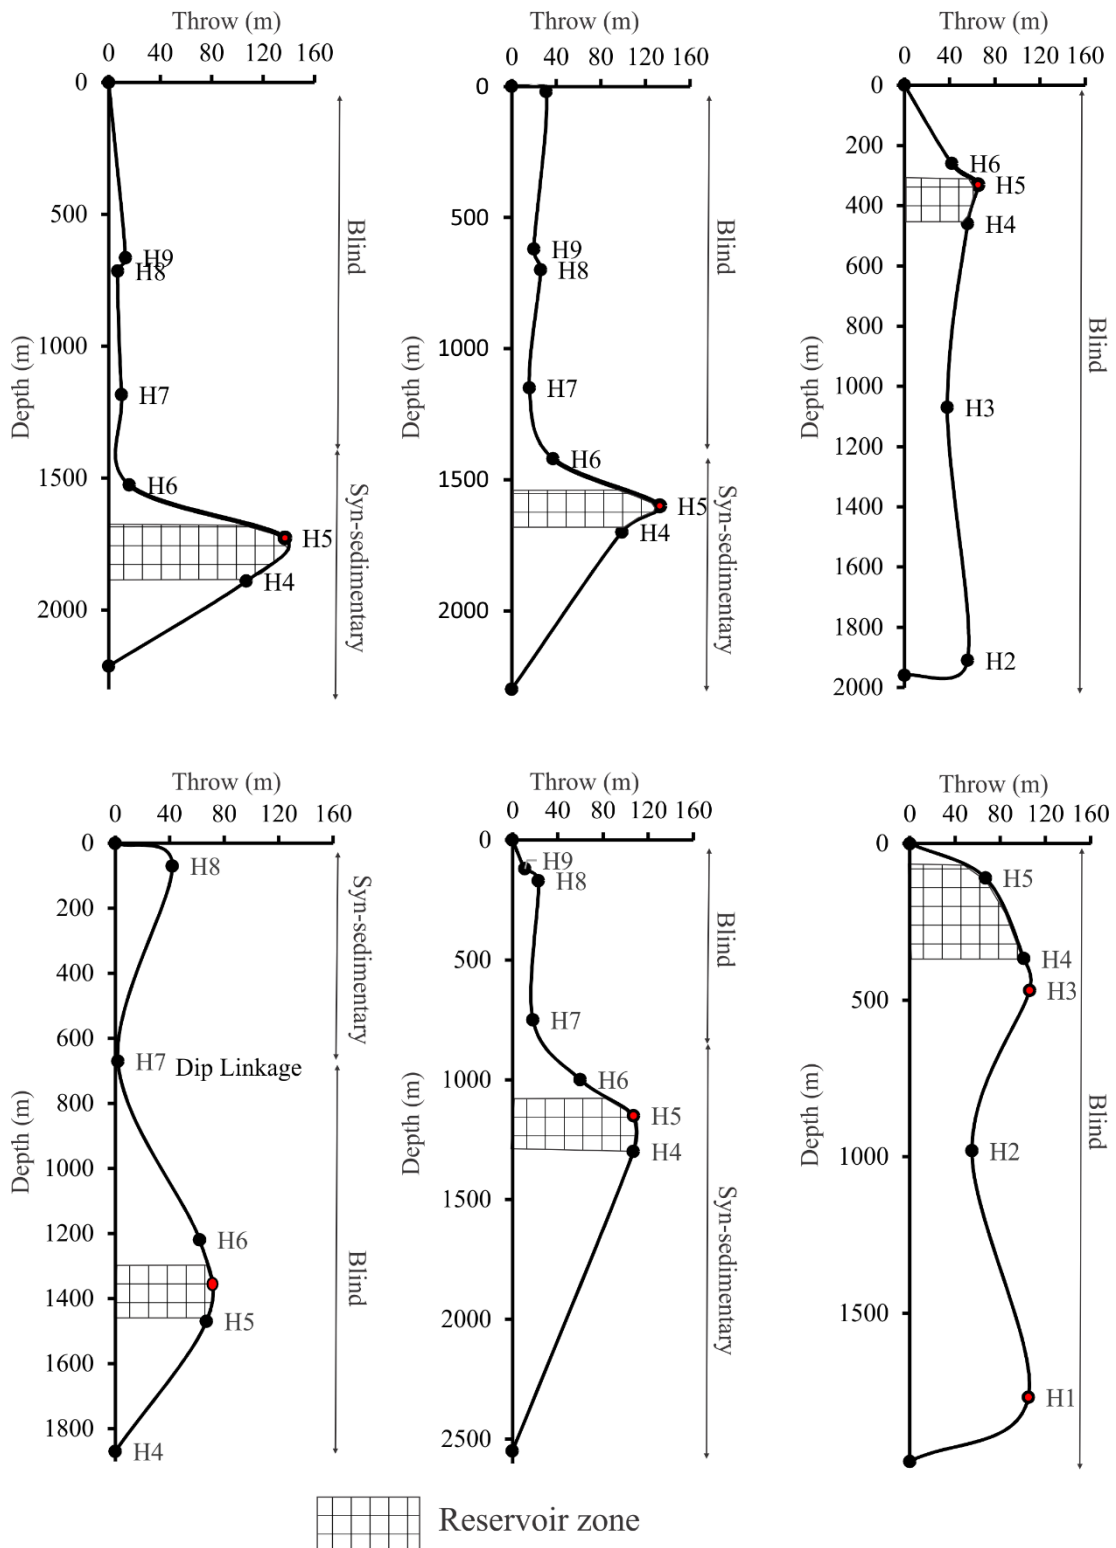 Throw (m)
0 40 80 120 160
0
500
1000
1500
2000
Depth (m)
H9
H8
H7
H6
H5
H4
Blind
Syn-sedimentary
Throw (m)
0 40 80 120 160
0
500
1000
1500
2000
Depth (m)
H9
H8
H7
H6
H5
H4
Blind
Syn-sedimentary
Throw (m)
0 40 80 120 160
0
200
400
600
800
1000
1200
1400
1600
1800
2000
Depth (m)
H6
H5
H4
H3
H2
Blind
Throw (m)
0 40 80 120 160
0
200
400
600
800
1000
1200
1400
1600
1800
Depth (m)
H8
H7 Dip Linkage
H6
H5
H4
Syn-sedimentary
Blind
Throw (m)
0 40 80 120 160
0
500
1000
1500
2000
2500
Depth (m)
H9
H8
H7
H6
H5
H4
Blind
Syn-sedimentary
Throw (m)
0 40 80 120 160
0
500
1000
1500
Depth (m)
H5
H4
H3
H2
H1
Blind
Reservoir zone